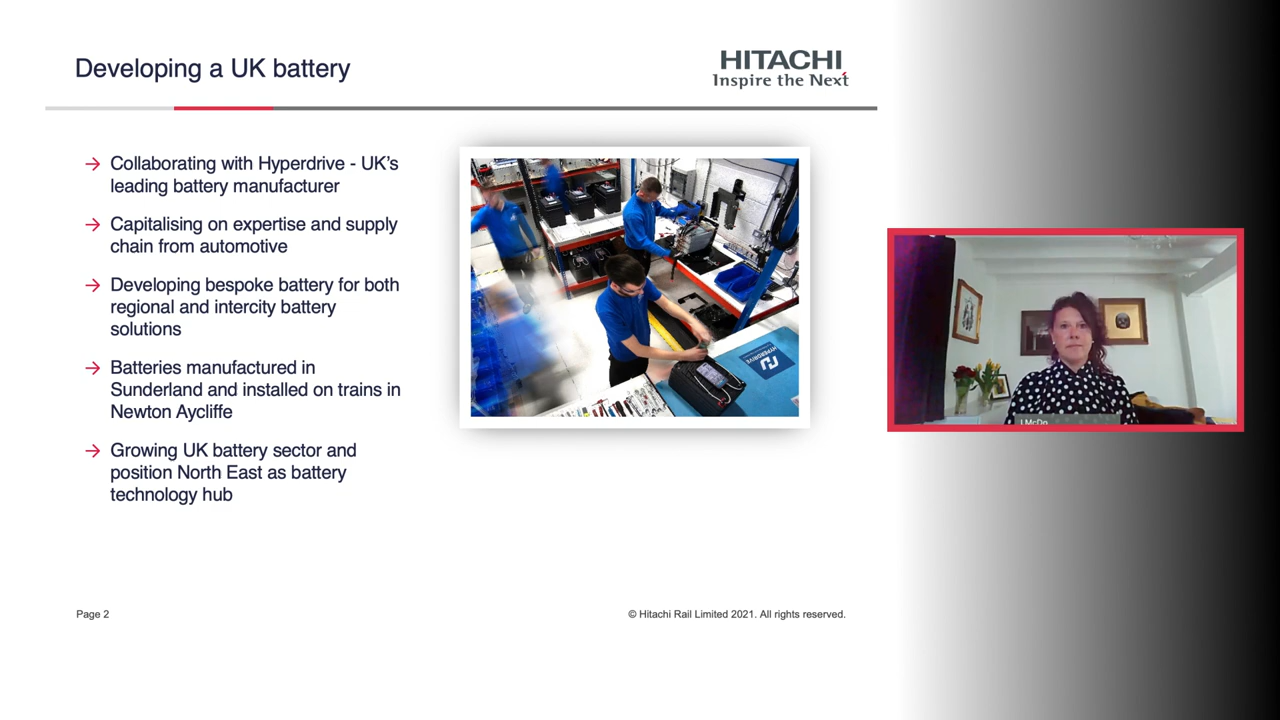 Developing a UK battery
HITACHI
Inspire the Next
→ Collaborating with Hyperdrive - UK’s
leading battery manufacturer
→ Capitalising on expertise and supply
chain from automotive
→ Developing bespoke battery for both
regional and intercity battery
solutions
→ Batteries manufactured in
Sunderland and installed on trains in
Newton Aycliffe
→ Growing UK battery sector and
position North East as battery
technology hub
HYPERDRIVE
Page 2
© Hitachi Rail Limited 2021. All rights reserved.